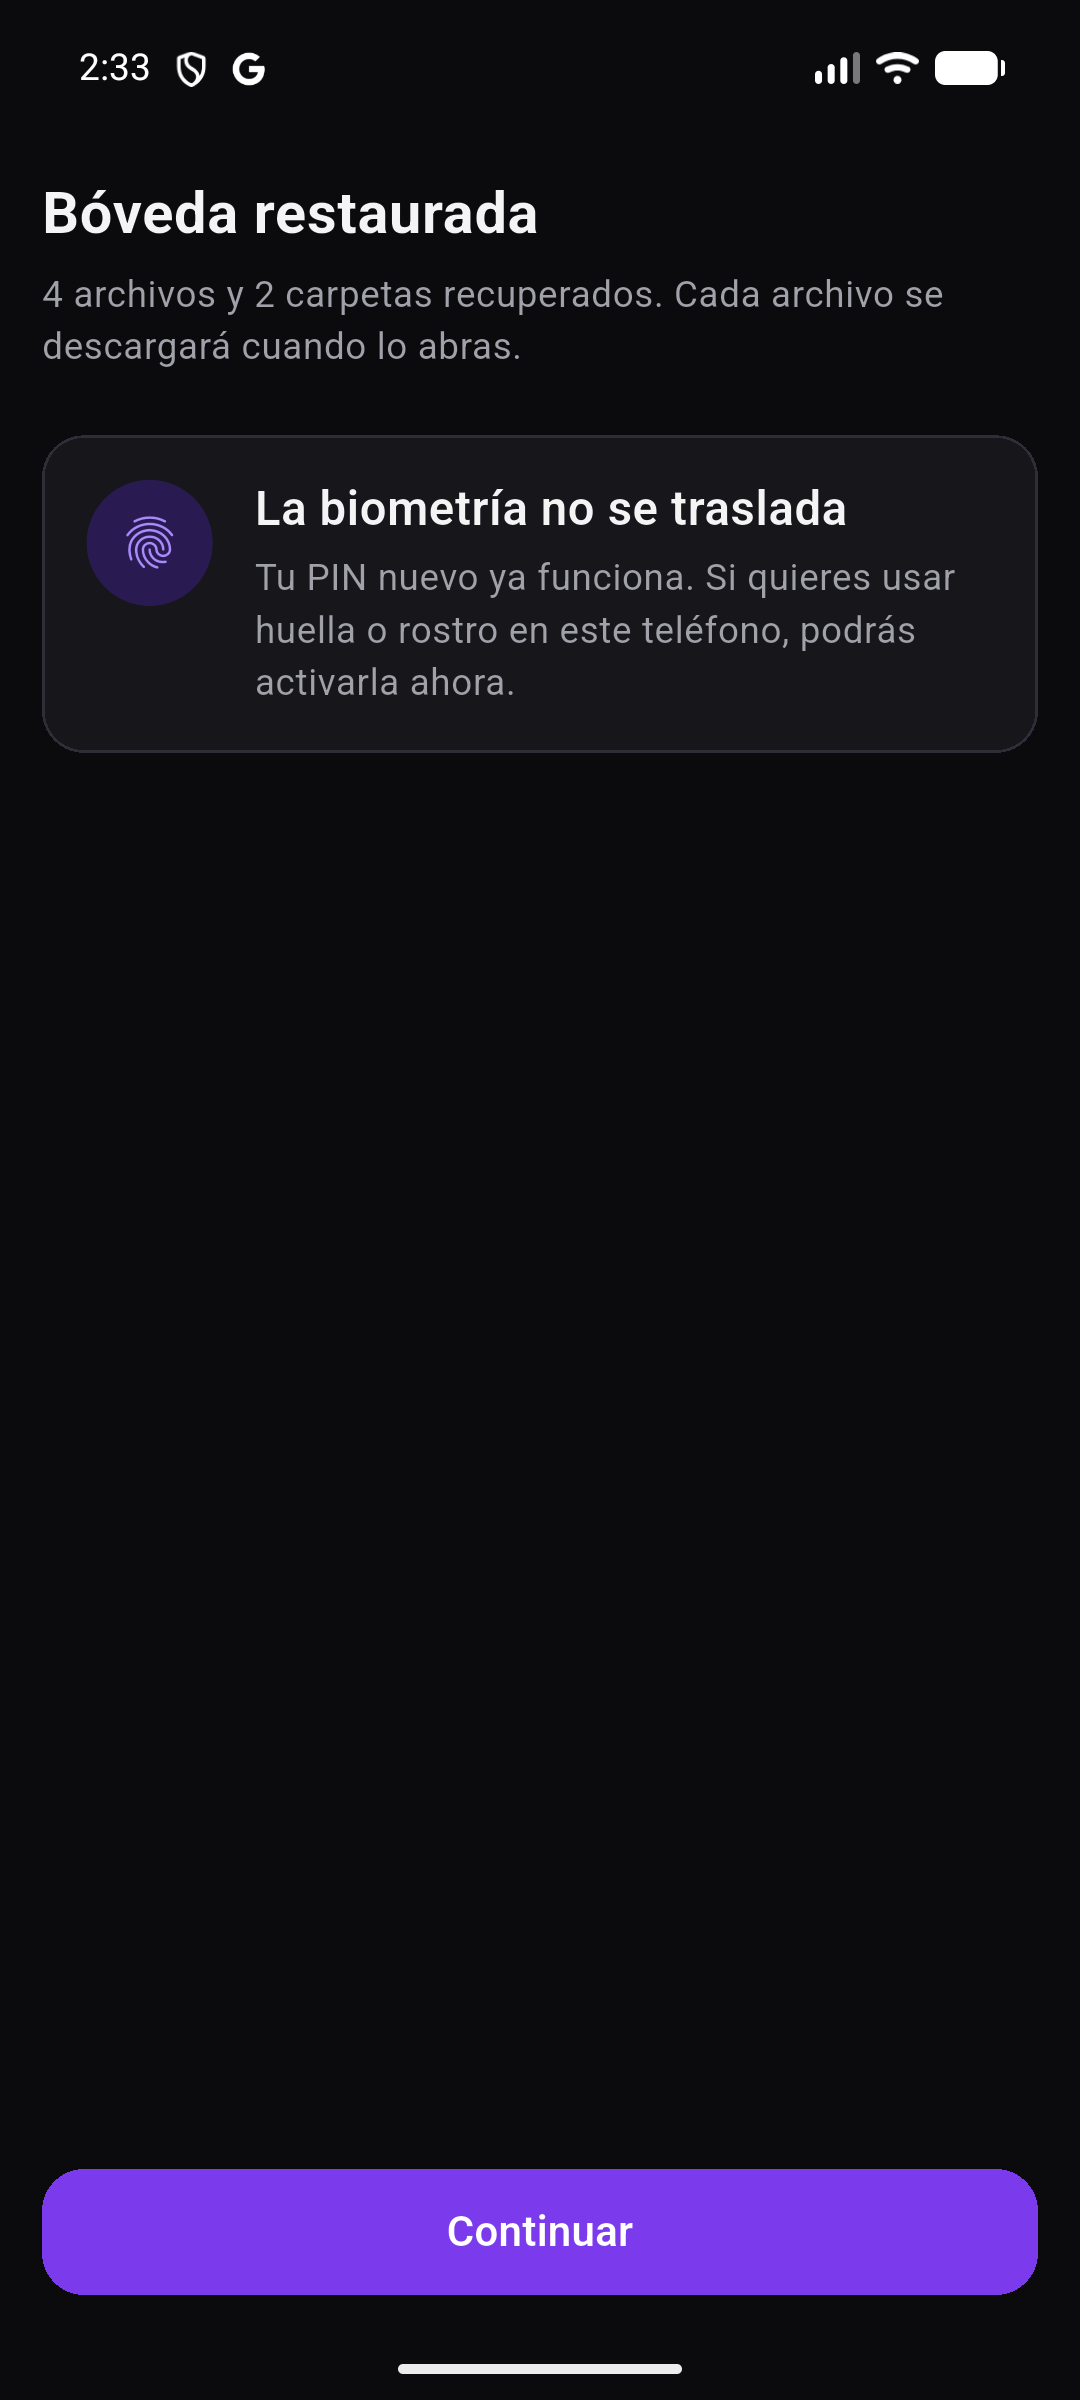 2:33
Bóveda restaurada
4 archivos y 2 carpetas recuperados. Cada archivo se
descargará cuando lo abras.
La biometría no se traslada
Tu PIN nuevo ya funciona. Si quieres usar
huella o rostro en este teléfono, podrás
activarla ahora.
Continuar